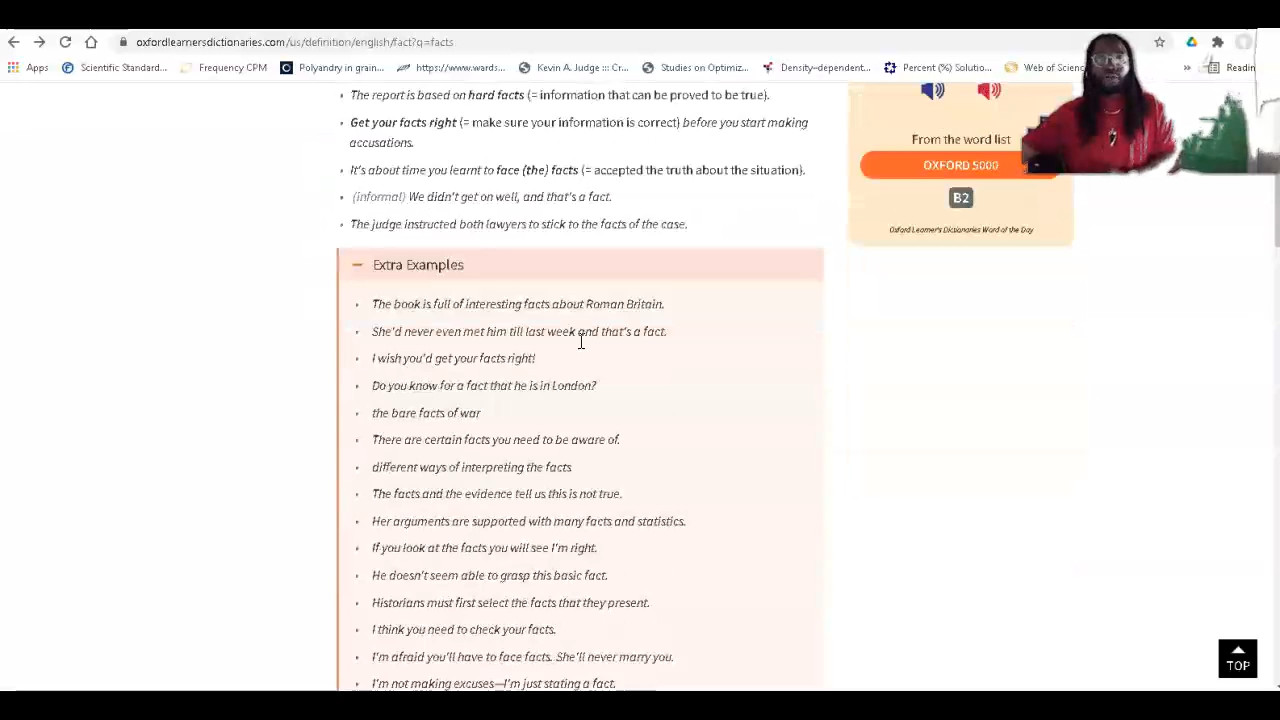 oxfordlearnersdictionaries.com/us/definition/english/fact?q=facts
Apps
Scientific Standard...
Frequency CPM
Polyandry in grain...
https://www.wards...
Kevin A. Judge ::: Cr...
Studies on Optimiz...
Density–dependent...
Percent (%) Solutio...
Web of Scienc
»
Readin
• The report is based on hard facts (= information that can be proved to be true).
• Get your facts right (= make sure your information is correct) before you start making
accusations.
• It's about time you learnt to face (the) facts (= accepted the truth about the situation).
• (informal) We didn't get on well, and that's a fact.
• The judge instructed both lawyers to stick to the facts of the case.
Extra Examples
• The book is full of interesting facts about Roman Britain.
• She'd never even met him till last week and that's a fact.
• I wish you'd get your facts right!
• Do you know for a fact that he is in London?
• the bare facts of war
• There are certain facts you need to be aware of.
• different ways of interpreting the facts
• The facts and the evidence tell us this is not true.
• Her arguments are supported with many facts and statistics.
• If you look at the facts you will see I'm right.
• He doesn't seem able to grasp this basic fact.
• Historians must first select the facts that they present.
• I think you need to check your facts.
• I'm afraid you'll have to face facts. She'll never marry you.
• I'm not making excuses—I'm just stating a fact.
From the word list
OXFORD 5000
B2
Oxford Learner's Dictionaries Word of the Day
TOP